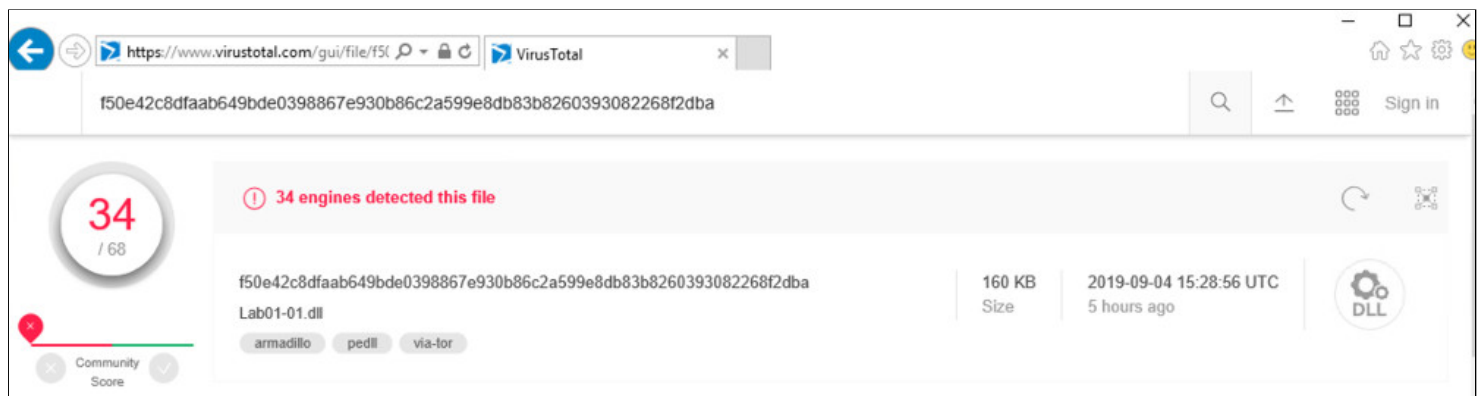 https://www.virustotal.com/gui/file/f5(
VirusTotal
f50e42c8dfaab649bde0398867e930b86c2a599e8db83b8260393082268f2dba
Sign in
34
/ 68
34 engines detected this file
f50e42c8dfaab649bde0398867e930b86c2a599e8db83b8260393082268f2dba
160 KB
2019-09-04 15:28:56 UTC
Lab01-01.dll
Size
5 hours ago
DLL
armadillo pedll via-tor
Community
Score